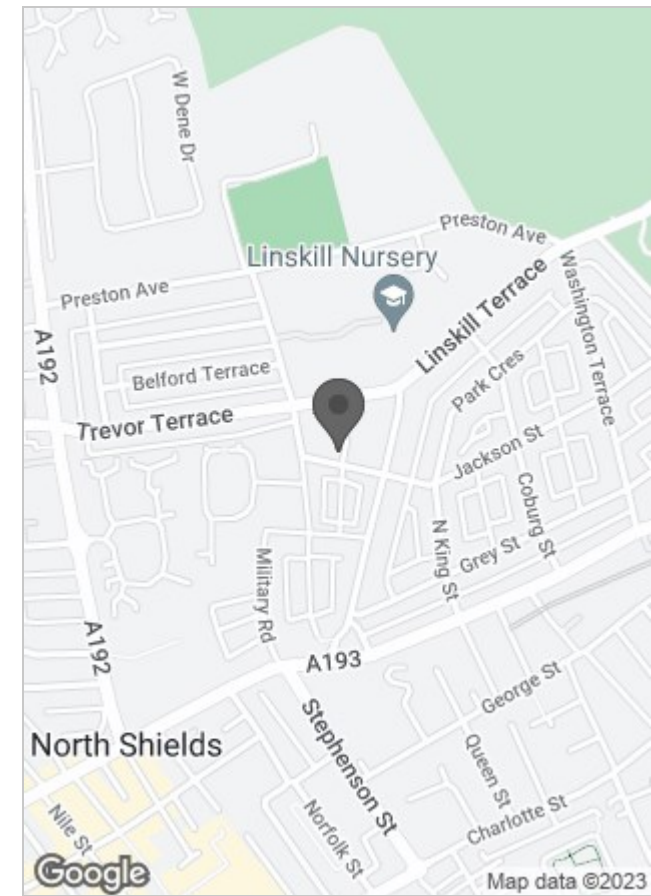 W Dene Dr
Preston Ave
Linskill Nursery
Linskill Terrace
Washington Terrace
Preston Ave
A192
Belford Terrace
Park Cres
Trevor Terrace
Jackson St
Coburg St
N King St
Grey St
Military Rd
A192
A193
George St
North Shields
Stephenson St
Queen St
Nile St
Norfolk St
Charlotte St
Google
Map data ©2023